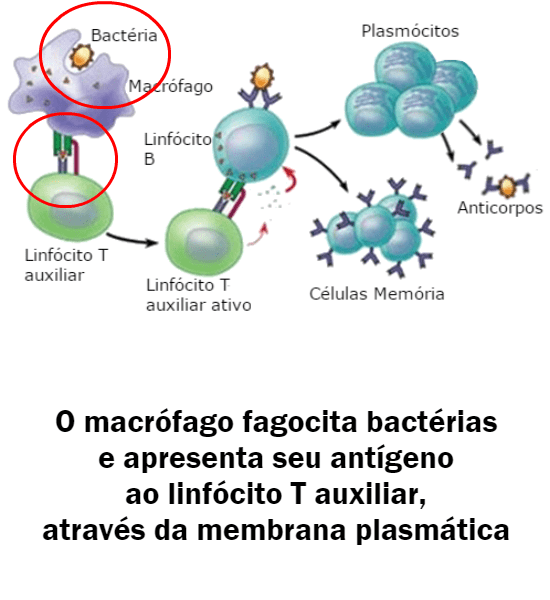 Bactéria
Plasmócitos
Macrófago
Linfócito
B
Anticorpos
Linfócito T
auxiliar
Linfócito T
auxiliar ativo
Células Memória
O macrófago fagocita bactérias
e apresenta seu antígeno
ao linfócito T auxiliar,
através da membrana plasmática